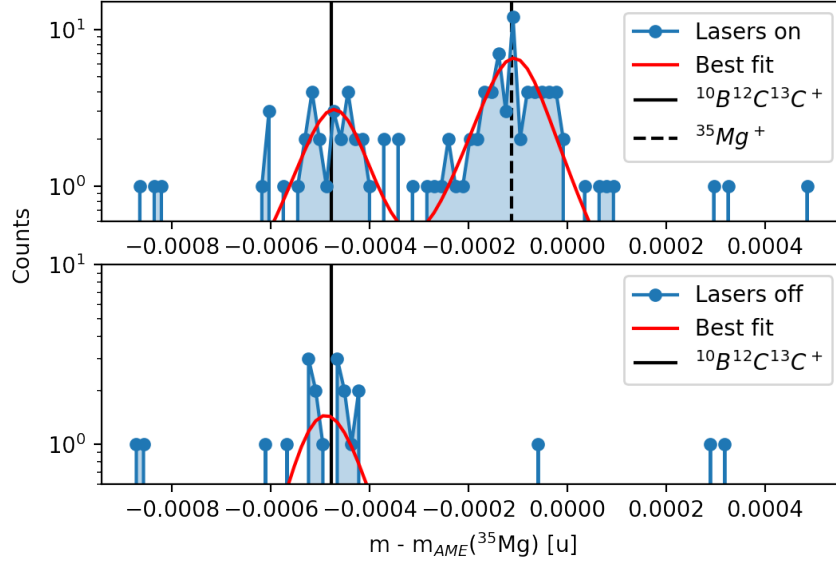 10¹
10⁰
Lasers on
Best fit
¹⁰B¹²C¹³C⁺
³⁵Mg⁺
−0.0008 −0.0006 −0.0004 −0.0002 0.0000 0.0002 0.0004
Counts
10¹
10⁰
Lasers off
Best fit
¹⁰B¹²C¹³C⁺
−0.0008 −0.0006 −0.0004 −0.0002 0.0000 0.0002 0.0004
m - m_AME(³⁵Mg) [u]